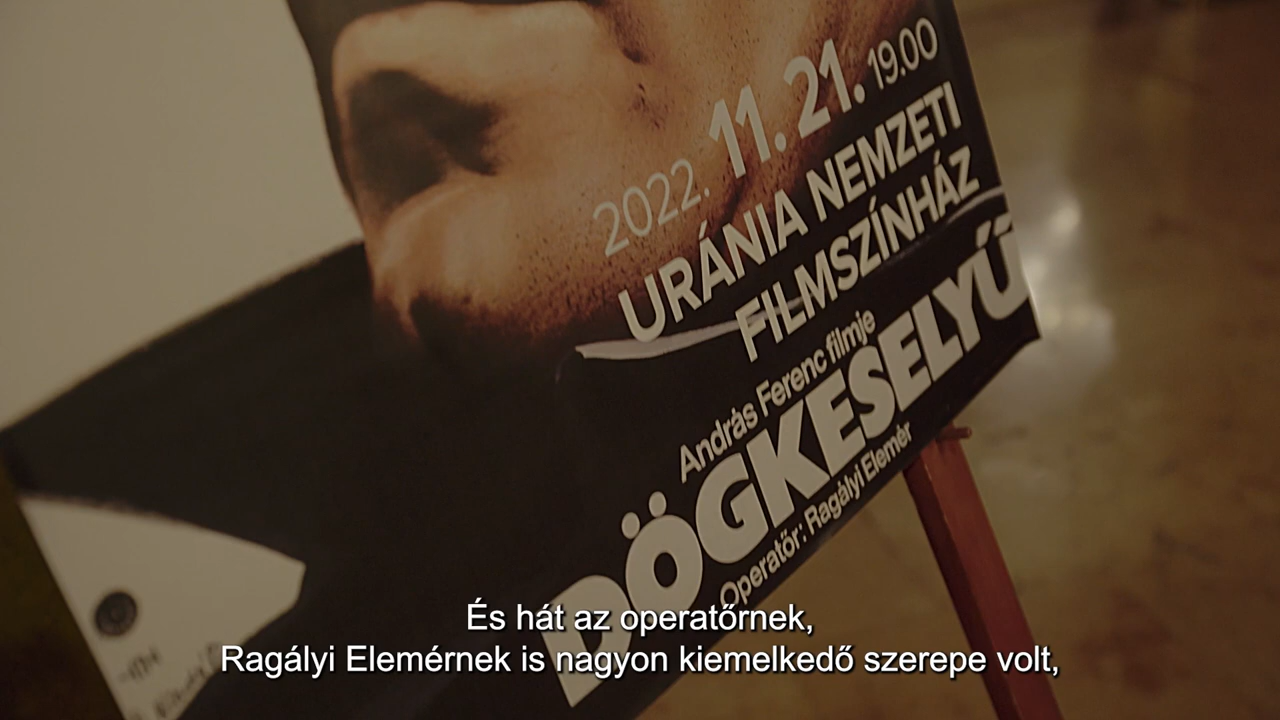 2022. 11. 21. 19.00
URÁNIA NEMZETI
FILMSZÍNHÁZ
András Ferenc filmje
DÖGKESELYŰ
Operatőr: Ragályi Elemér
És hát az operatőrnek,
Ragályi Elemérnek is nagyon kiemelkedő szerepe volt,